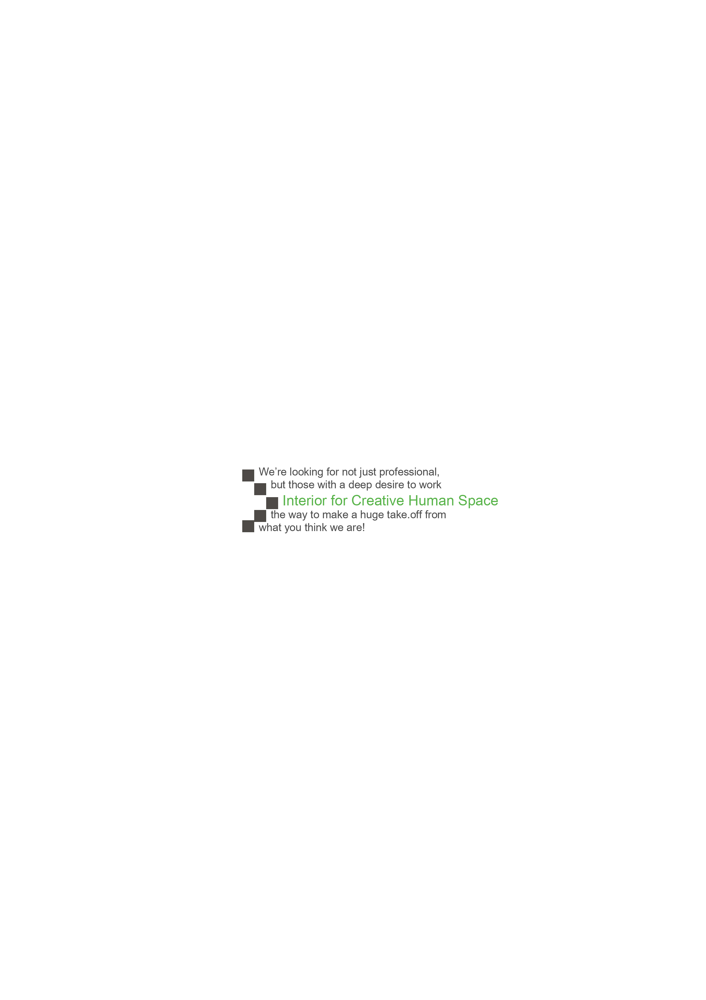 We’re looking for not just professional,
but those with a deep desire to work
Interior for Creative Human Space
the way to make a huge take.off from
what you think we are!